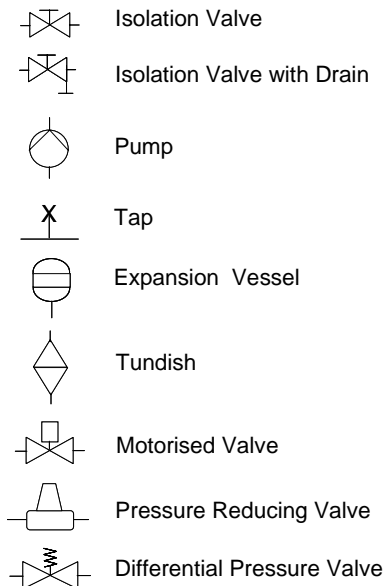 Isolation Valve
Isolation Valve with Drain
Pump
X Tap
Expansion Vessel
Tundish
Motorised Valve
Pressure Reducing Valve
Differential Pressure Valve